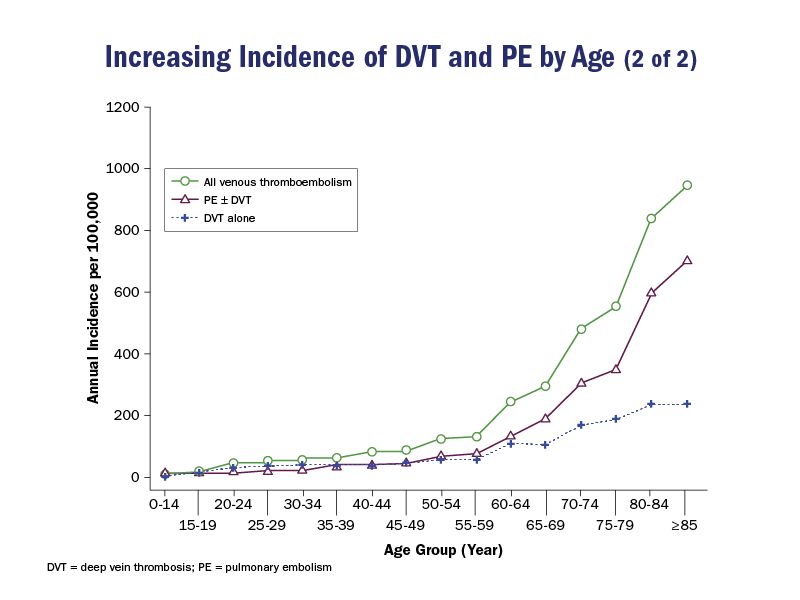 Increasing Incidence of DVT and PE by Age (2 of 2)
1200
1000
800
600
400
200
0
Annual Incidence per 100,000
All venous thromboembolism
PE ± DVT
DVT alone
0-14 20-24 30-34 40-44 50-54 60-64 70-74 80-84
15-19 25-29 35-39 45-49 55-59 65-69 75-79 ≥85
Age Group (Year)
DVT = deep vein thrombosis; PE = pulmonary embolism